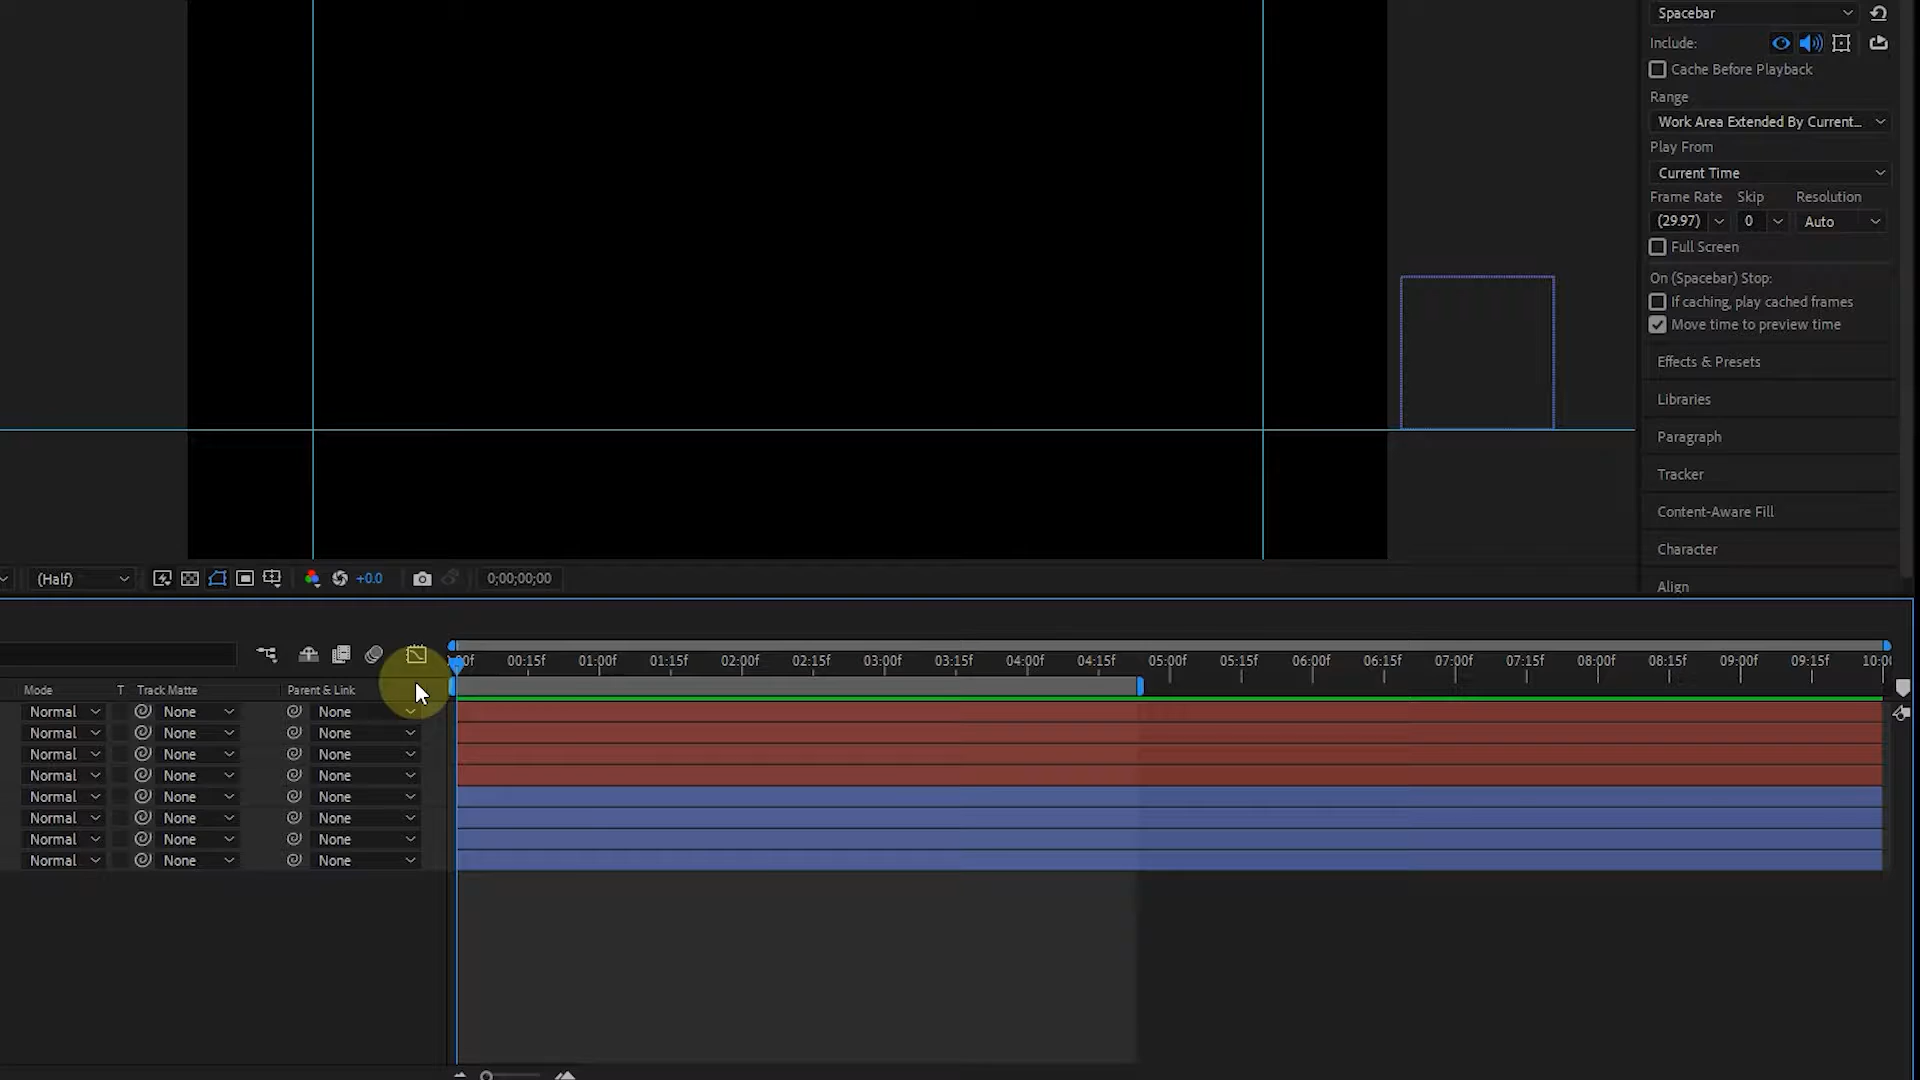 Spacebar
Include:
Cache Before Playback
Range
Work Area Extended By Current...
Play From
Current Time
Frame Rate Skip Resolution
(29.97) 0 Auto
Full Screen
On (Spacebar) Stop:
If caching, play cached frames
Move time to preview time
Effects & Presets
Libraries
Paragraph
Tracker
Content-Aware Fill
Character
Align
(Half) +0.0 0;00;00;00
00:15f 01:00f 01:15f 02:00f 02:15f 03:00f 03:15f 04:00f 04:15f 05:00f 05:15f 06:00f 06:15f 07:00f 07:15f 08:00f 08:15f 09:00f 09:15f
Mode T Track Matte Parent & Link
Normal None None
Normal None None
Normal None None
Normal None None
Normal None None
Normal None None
Normal None None
Normal None None